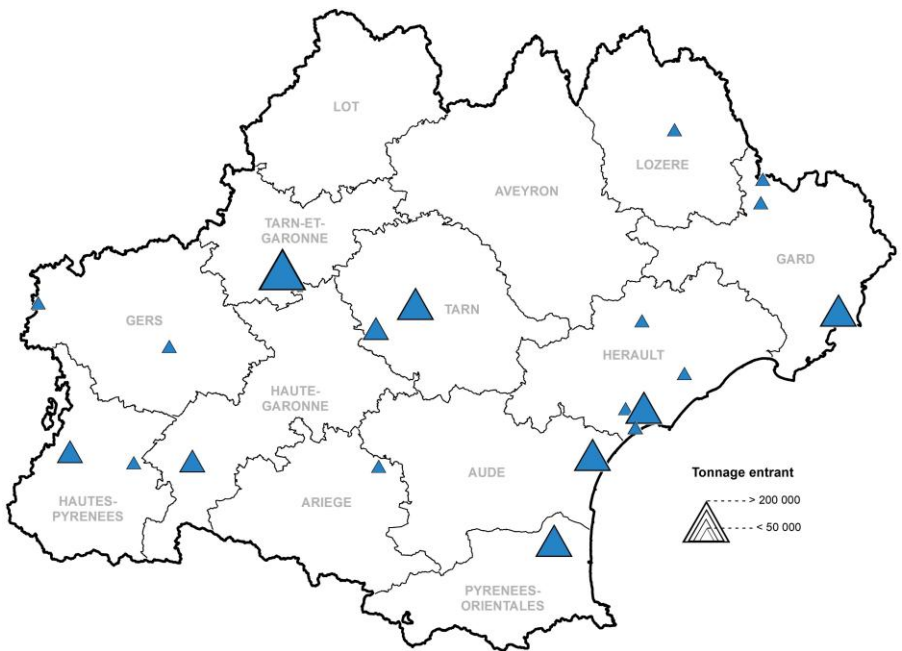 LOT
LOZERE
AVEYRON
TARN-ET-
GARONNE
GARD
TARN
GERS
HERAULT
HAUTE-
GARONNE
AUDE
Tonnage entrant
> 200 000
< 50 000
HAUTES-
PYRENEES
ARIEGE
PYRENEES-
ORIENTALES